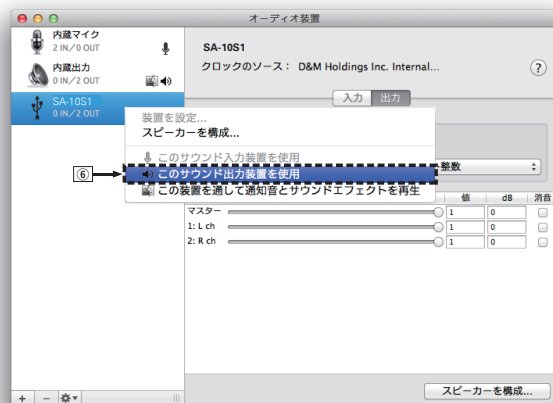 オーディオ装置
内蔵マイク
2 IN/0 OUT
内蔵出力
0 IN/2 OUT
SA-10S1
0 IN/2 OUT
SA-10S1
クロックのソース： D&M Holdings Inc. Internal...
?
入力 出力
装置を設定...
スピーカーを構成...
このサウンド入力装置を使用
⑥ このサウンド出力装置を使用
この装置を通して通知音とサウンドエフェクトを再生
整数
値 dB 消音
マスター 1 0
1: L ch 1 0
2: R ch 1 0
スピーカーを構成...